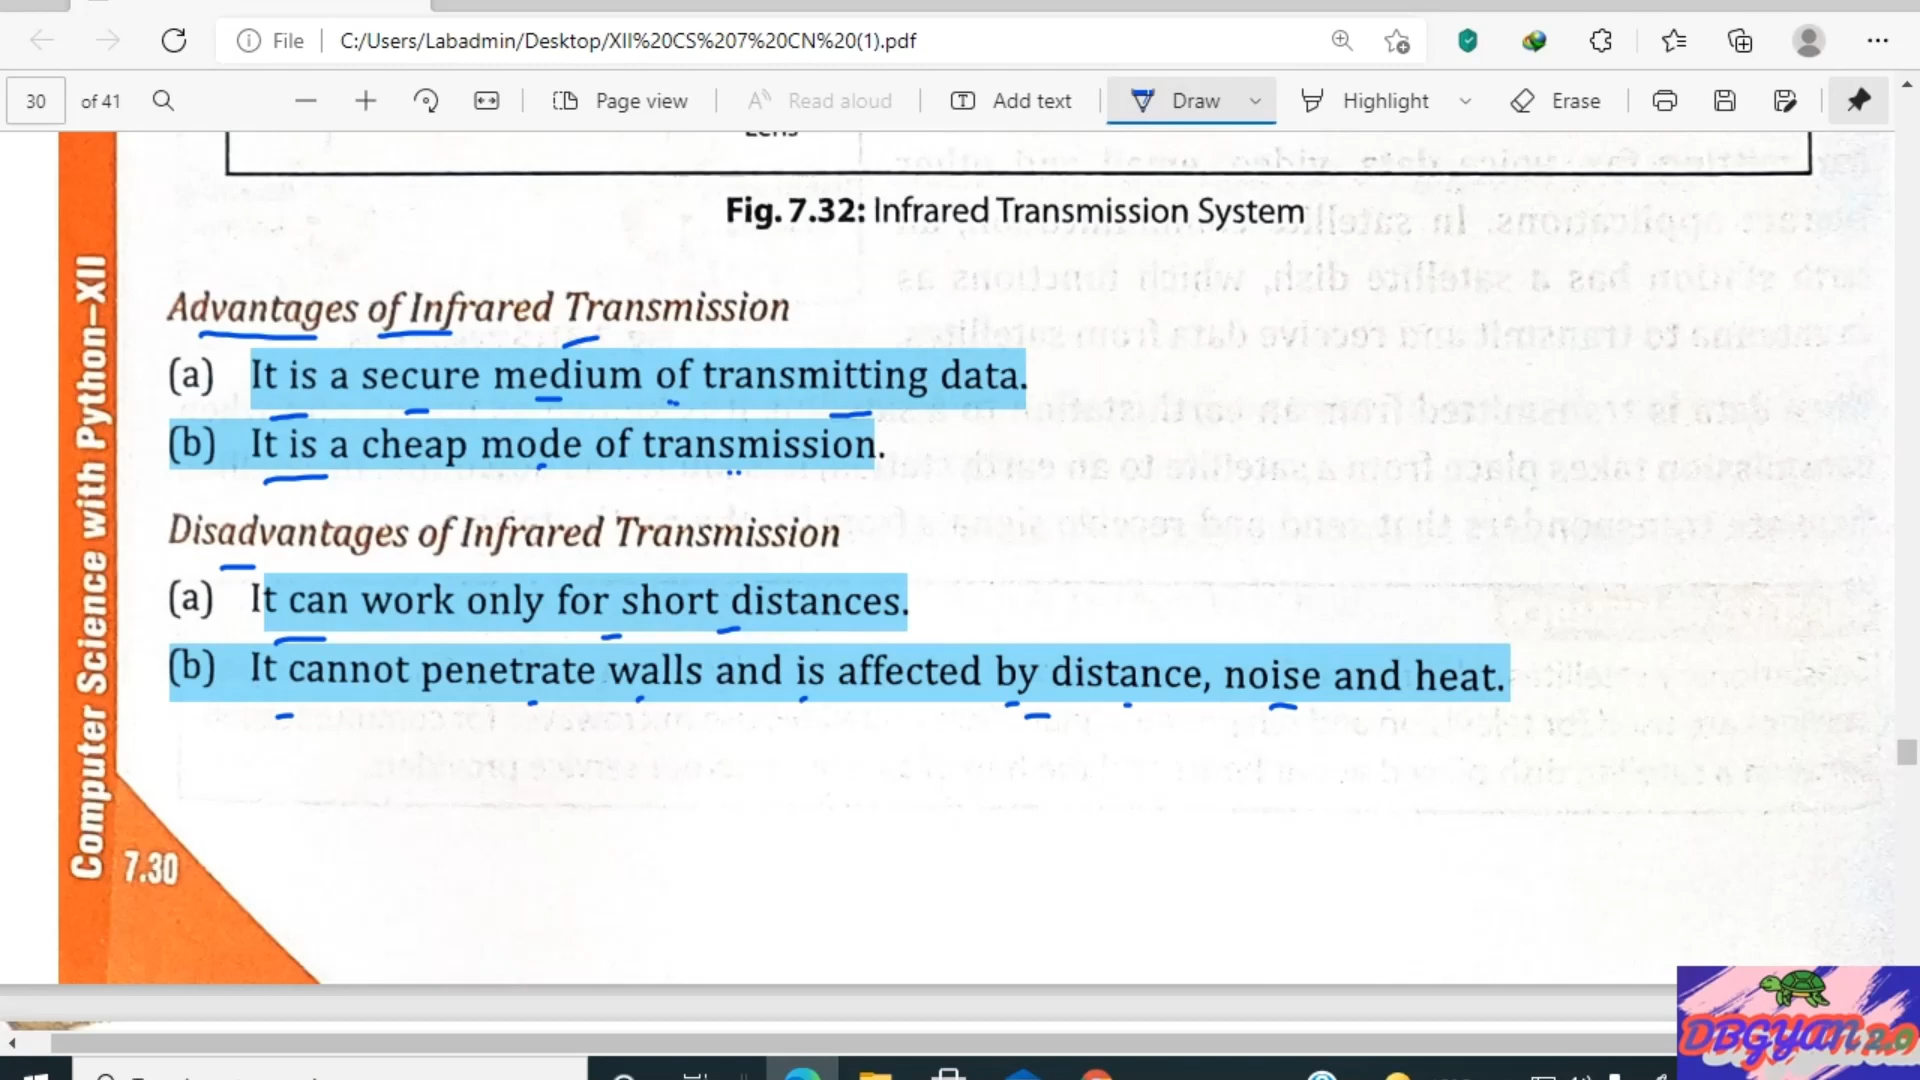 File
C:/Users/Labadmin/Desktop/XII%20CS%207%20CN%20(1).pdf
30 of 41
Page view
Read aloud
Add text
Draw
Highlight
Erase
Fig. 7.32: Infrared Transmission System
Advantages of Infrared Transmission
(a) It is a secure medium of transmitting data.
(b) It is a cheap mode of transmission.
Disadvantages of Infrared Transmission
(a) It can work only for short distances.
(b) It cannot penetrate walls and is affected by distance, noise and heat.
Computer Science with Python–XII
7.30
DBGYAN 2.0